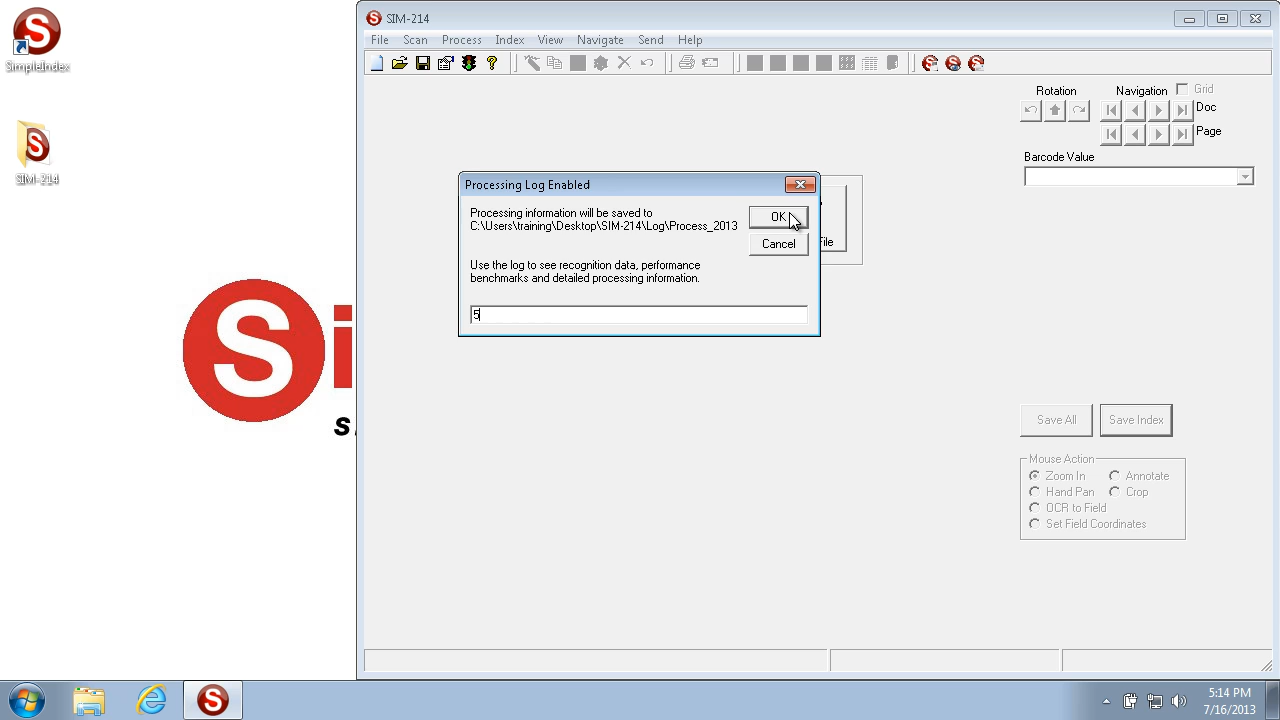 SimpleIndex
SIM-214
SIM-214
File Scan Process Index View Navigate Send Help
Rotation
Navigation
Grid
Doc
Page
Barcode Value
Processing Log Enabled
Processing information will be saved to
C:\Users\training\Desktop\SIM-214\Log\Process_2013
OK
Cancel
Use the log to see recognition data, performance
benchmarks and detailed processing information.
5
File
Si
s
Save All
Save Index
Mouse Action
Zoom In
Annotate
Hand Pan
Crop
OCR to Field
Set Field Coordinates
5:14 PM
7/16/2013